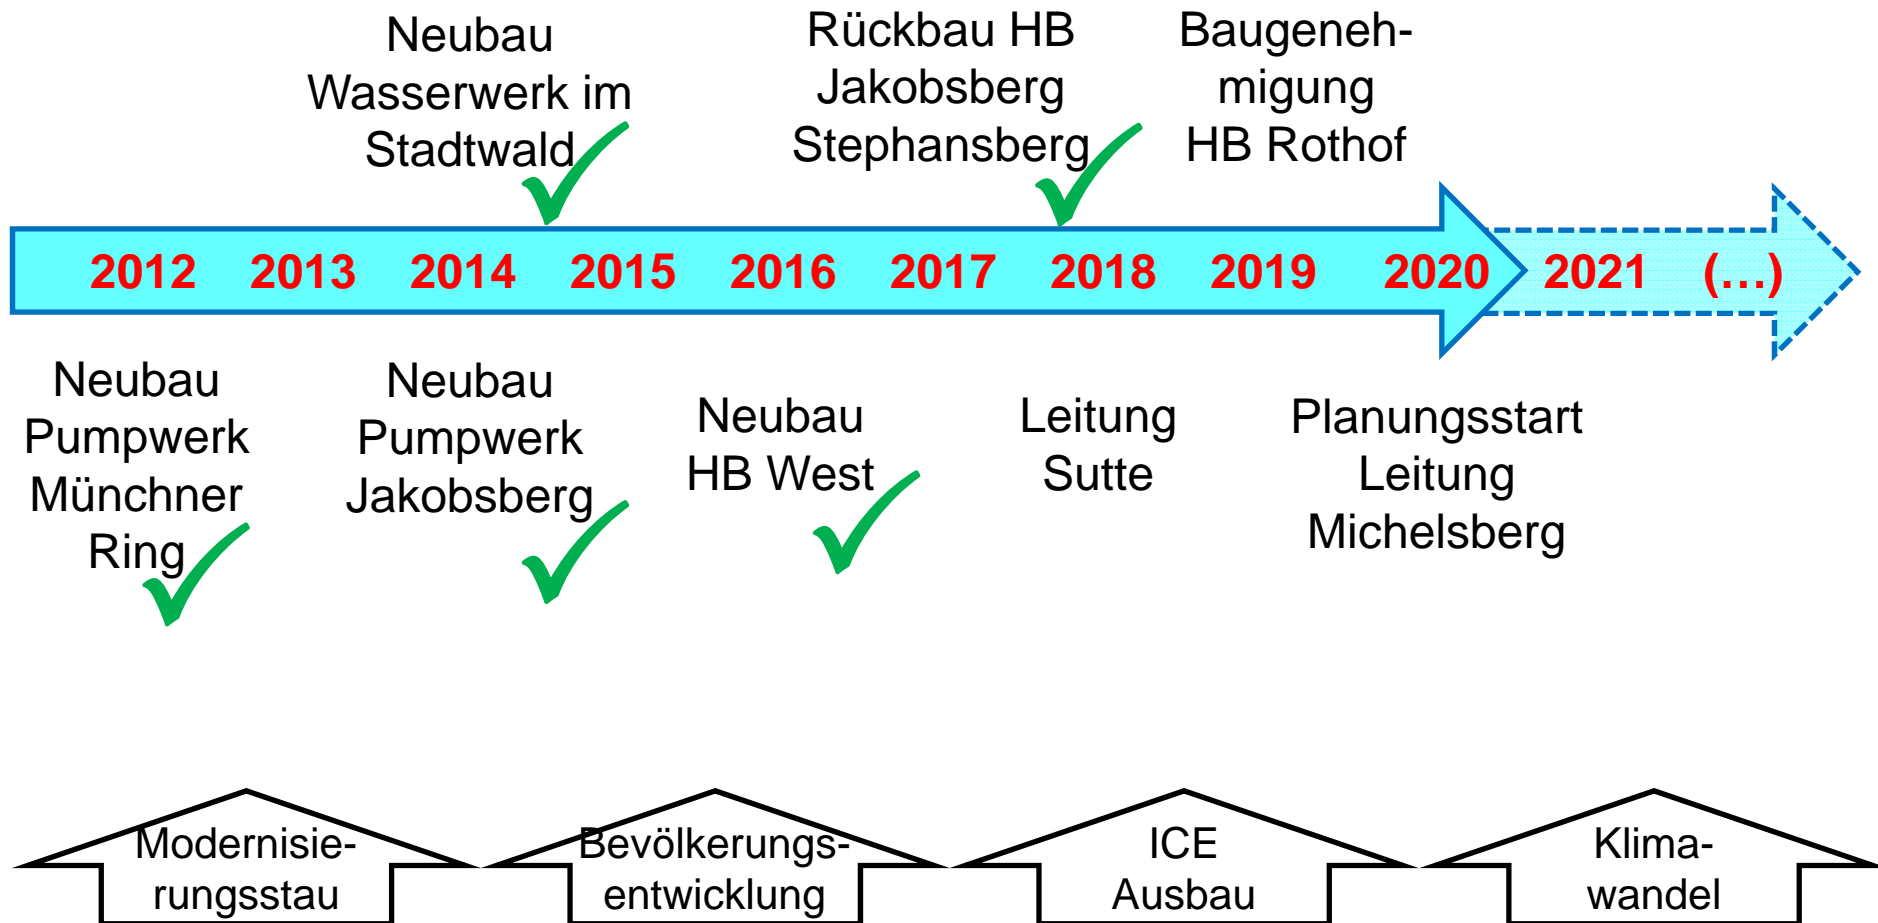 Neubau
Wasserwerk im
Stadtwald
Rückbau HB
Jakobsberg
Stephansberg
Baugeneh-
migung
HB Rothof
2012 2013 2014 2015 2016 2017 2018 2019 2020 2021 (...)
Neubau
Pumpwerk
Münchner
Ring
Neubau
Pumpwerk
Jakobsberg
Neubau
HB West
Leitung
Sutte
Planungsstart
Leitung
Michelsberg
Modernisie-
rungsstau
Bevölkerungs-
entwicklung
ICE
Ausbau
Klima-
wandel